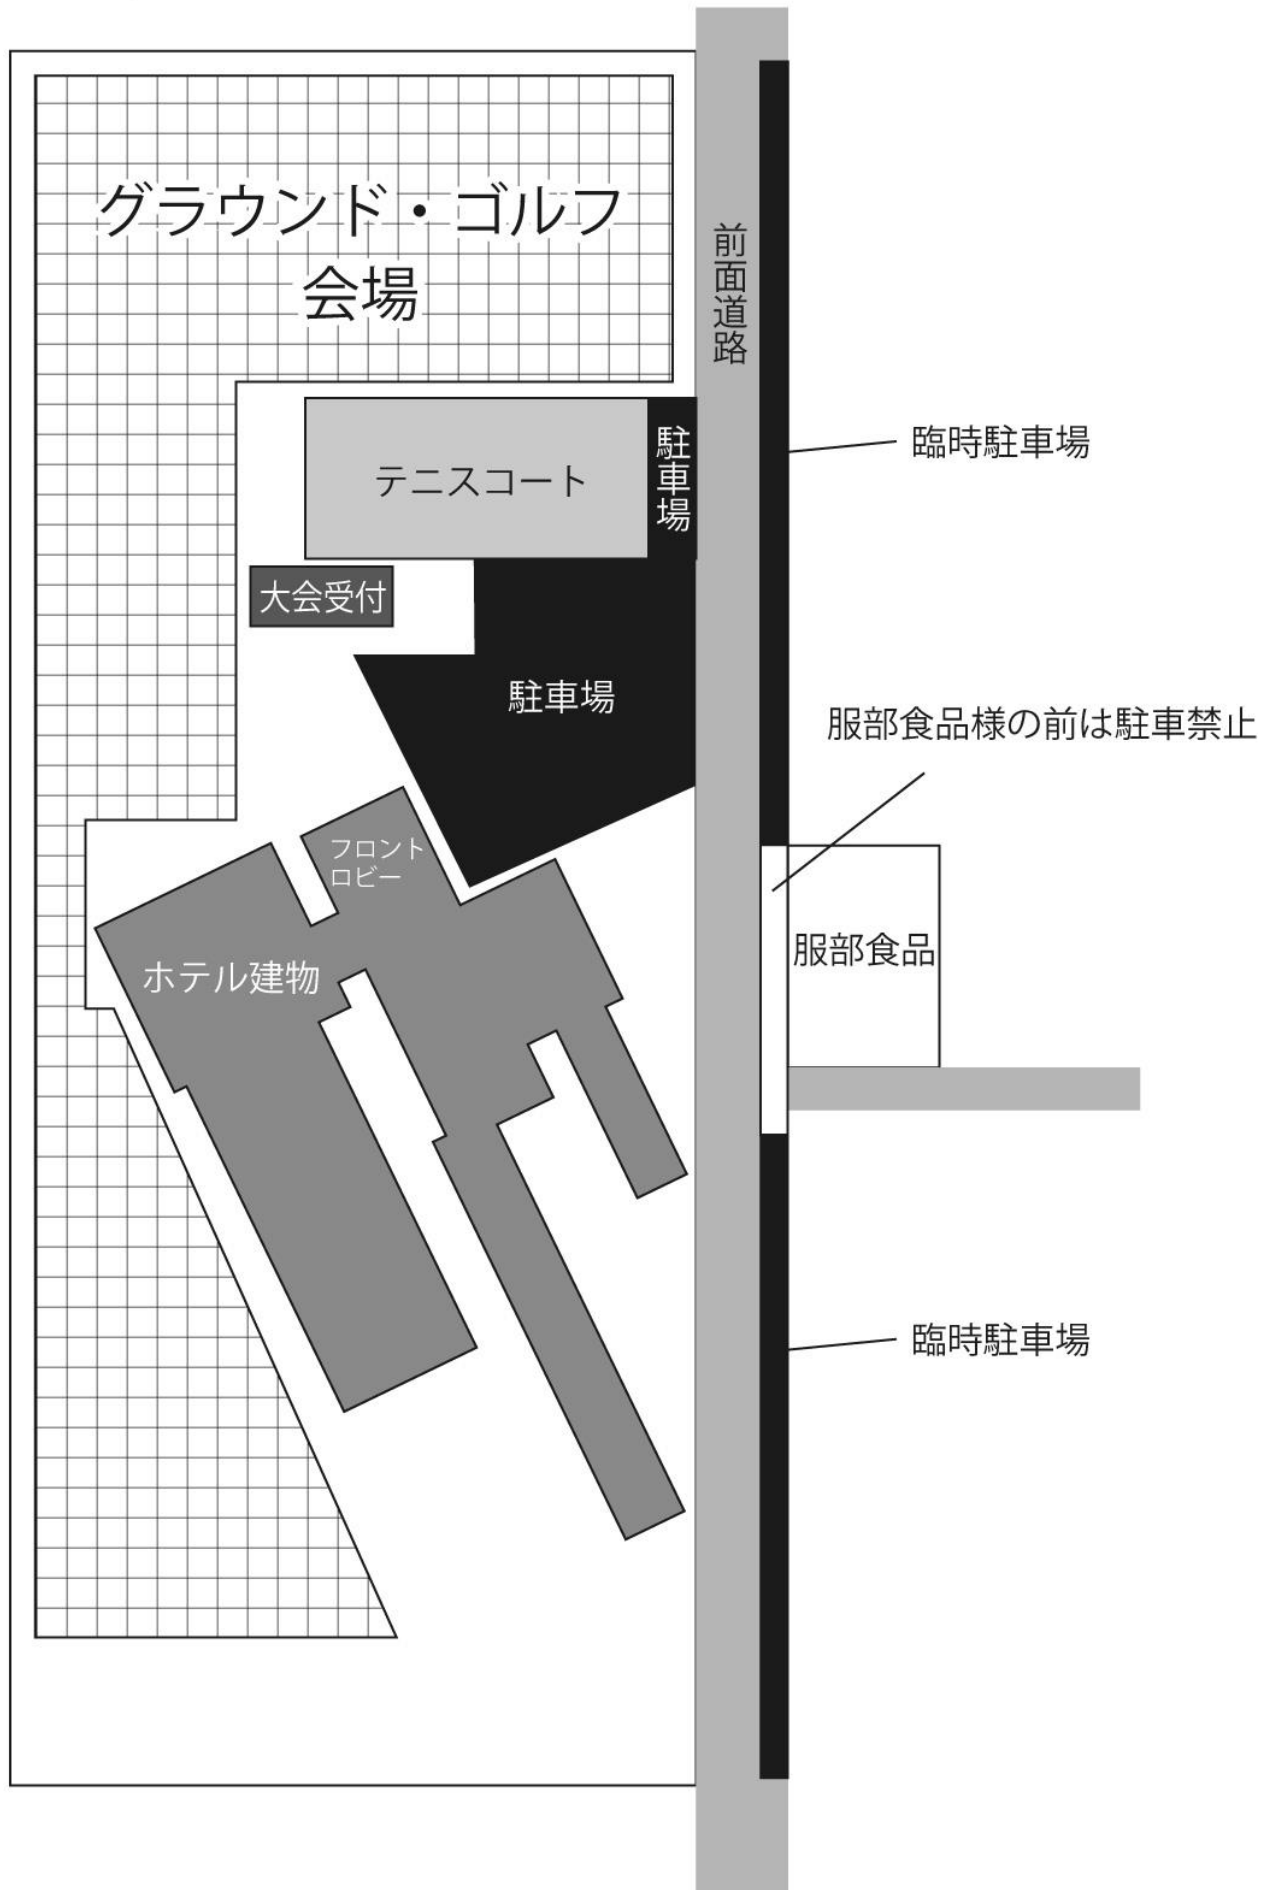 グラウンド・ゴルフ
会場
前面道路
臨時駐車場
テニスコート
駐車場
大会受付
駐車場
服部食品様の前は駐車禁止
フロント
ロビー
服部食品
ホテル建物
臨時駐車場